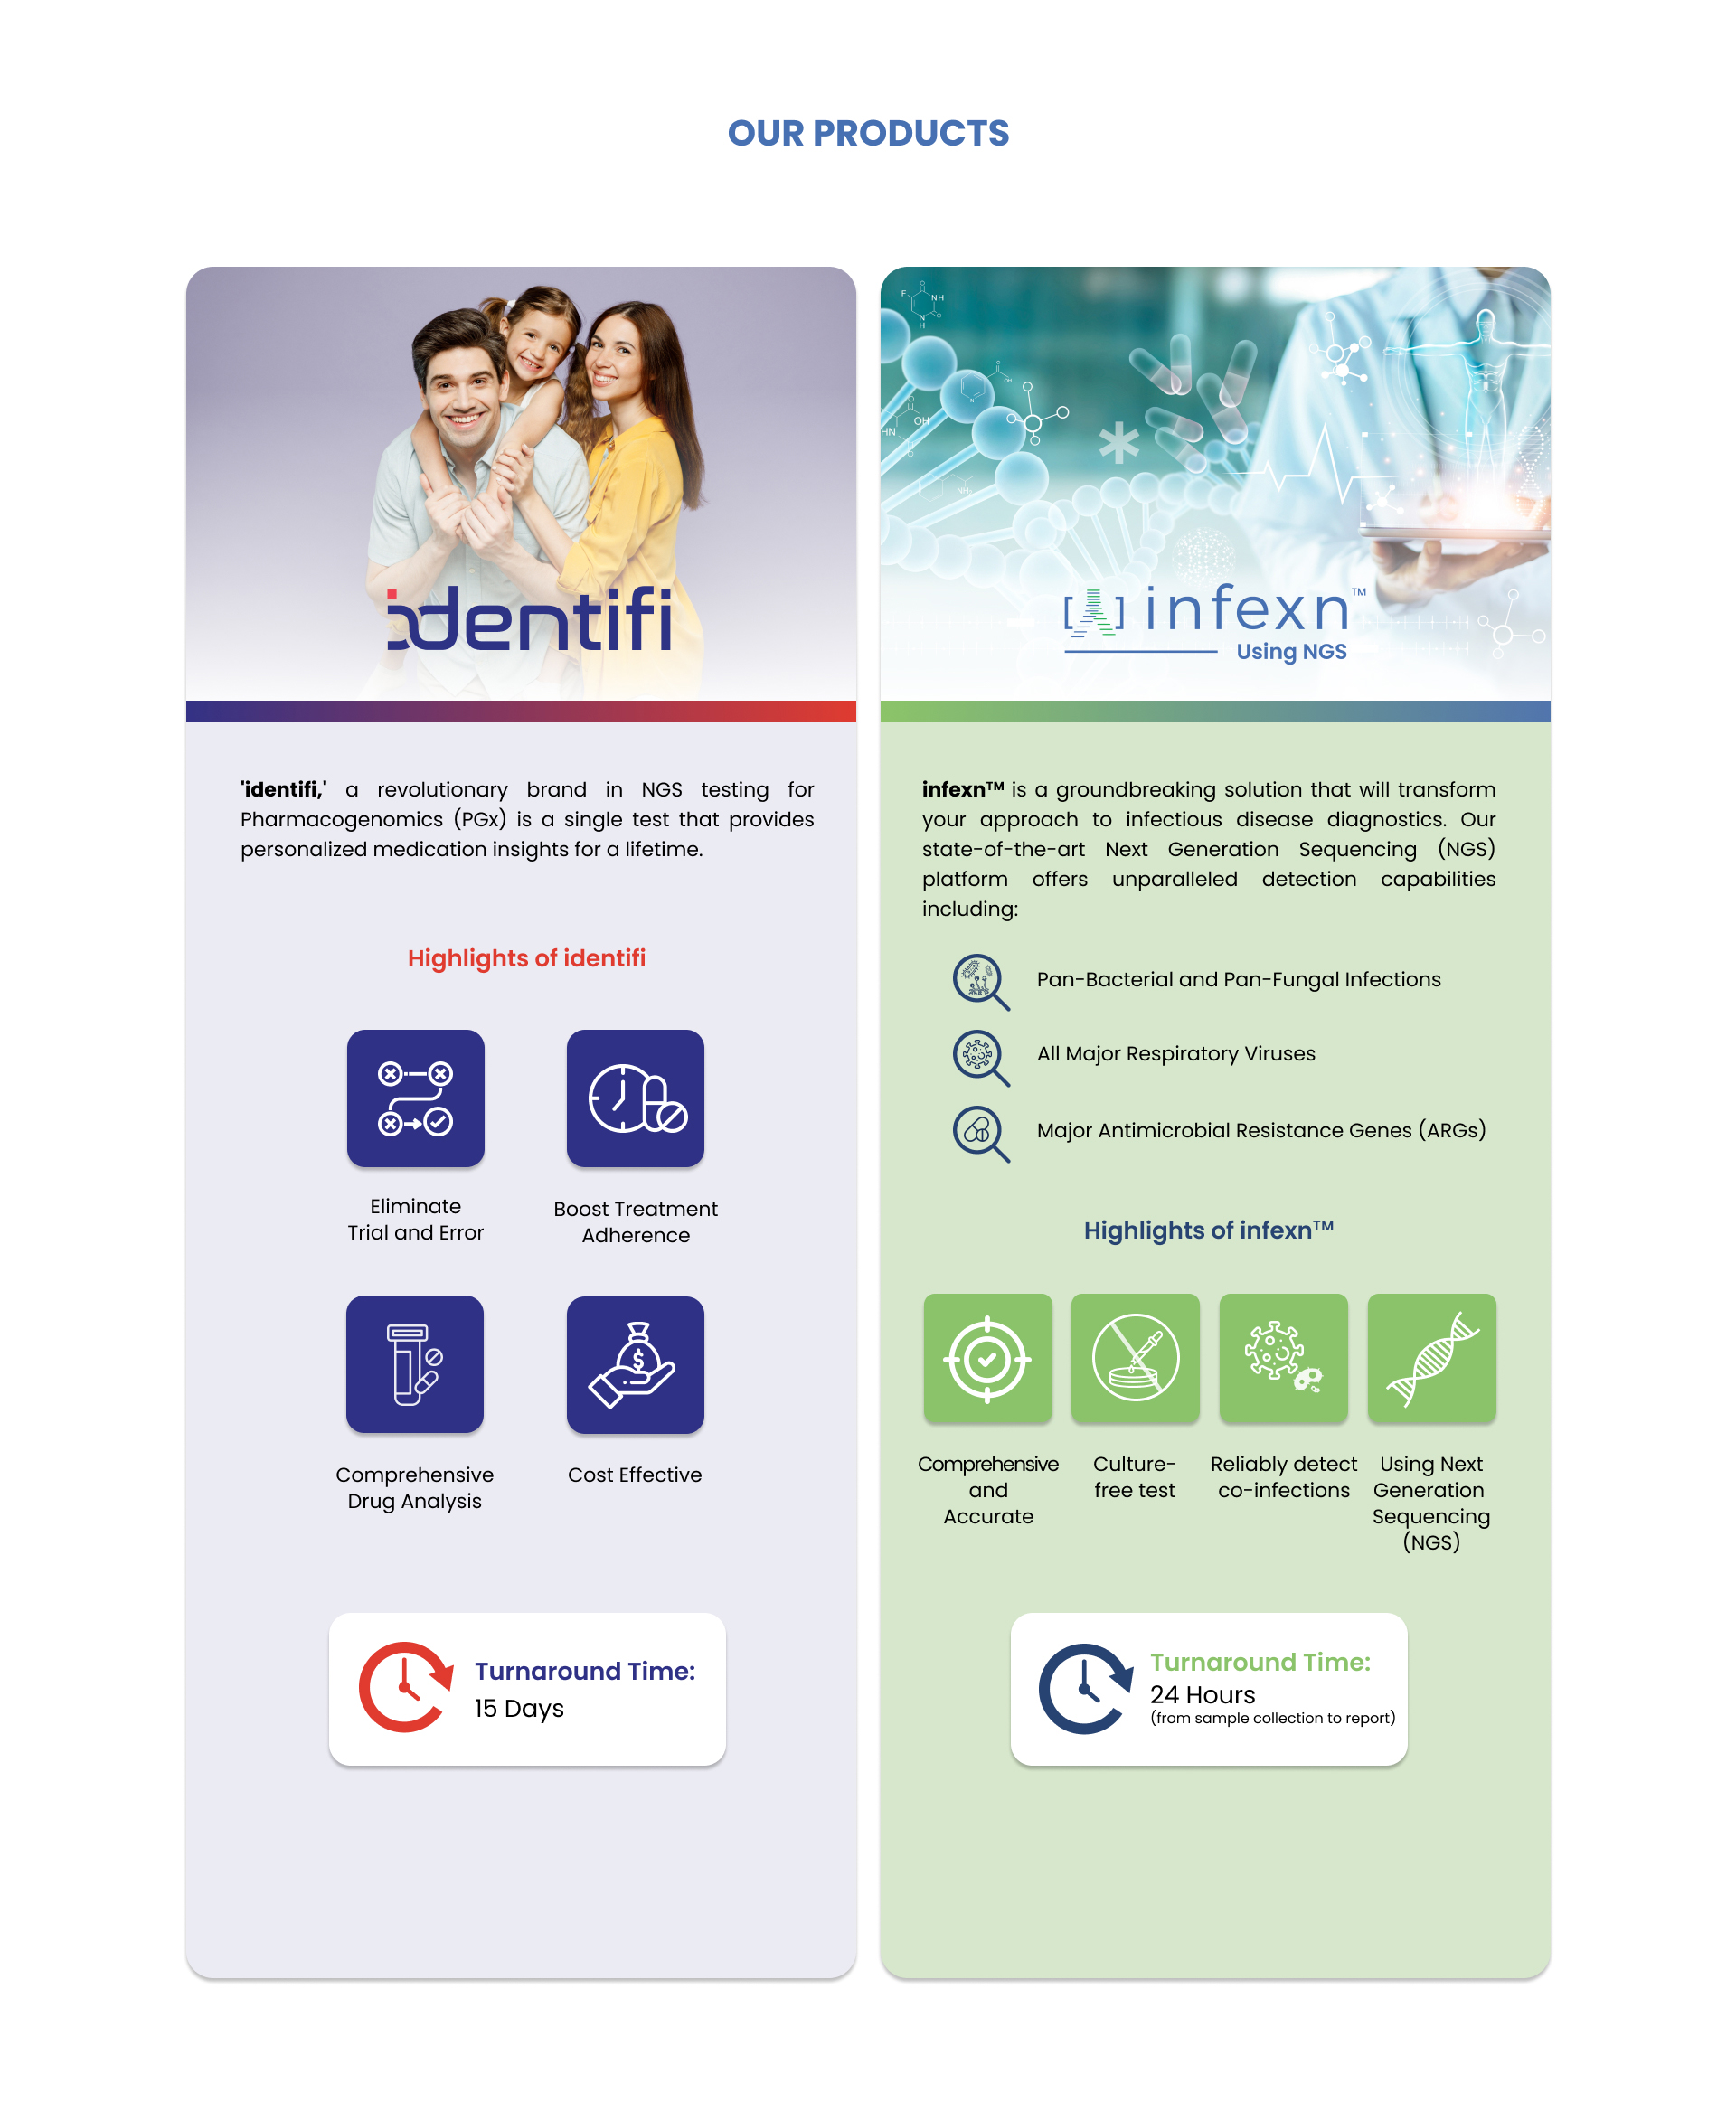 OUR PRODUCTS
identifi
'identifi,' a revolutionary brand in NGS testing for
Pharmacogenomics (PGx) is a single test that provides
personalized medication insights for a lifetime.
Highlights of identifi
Eliminate
Trial and Error
Boost Treatment
Adherence
Comprehensive
Drug Analysis
Cost Effective
Turnaround Time:
15 Days
F
O
NH
N
H
O
O
OH
N
O
OH
HN
O
NH₂
[ ] infexn™
Using NGS
infexn™ is a groundbreaking solution that will transform
your approach to infectious disease diagnostics. Our
state-of-the-art Next Generation Sequencing (NGS)
platform offers unparalleled detection capabilities
including:
Pan-Bacterial and Pan-Fungal Infections
All Major Respiratory Viruses
Major Antimicrobial Resistance Genes (ARGs)
Highlights of infexn™
Comprehensive
and
Accurate
Culture-
free test
Reliably detect
co-infections
Using Next
Generation
Sequencing
(NGS)
Turnaround Time:
24 Hours
(from sample collection to report)